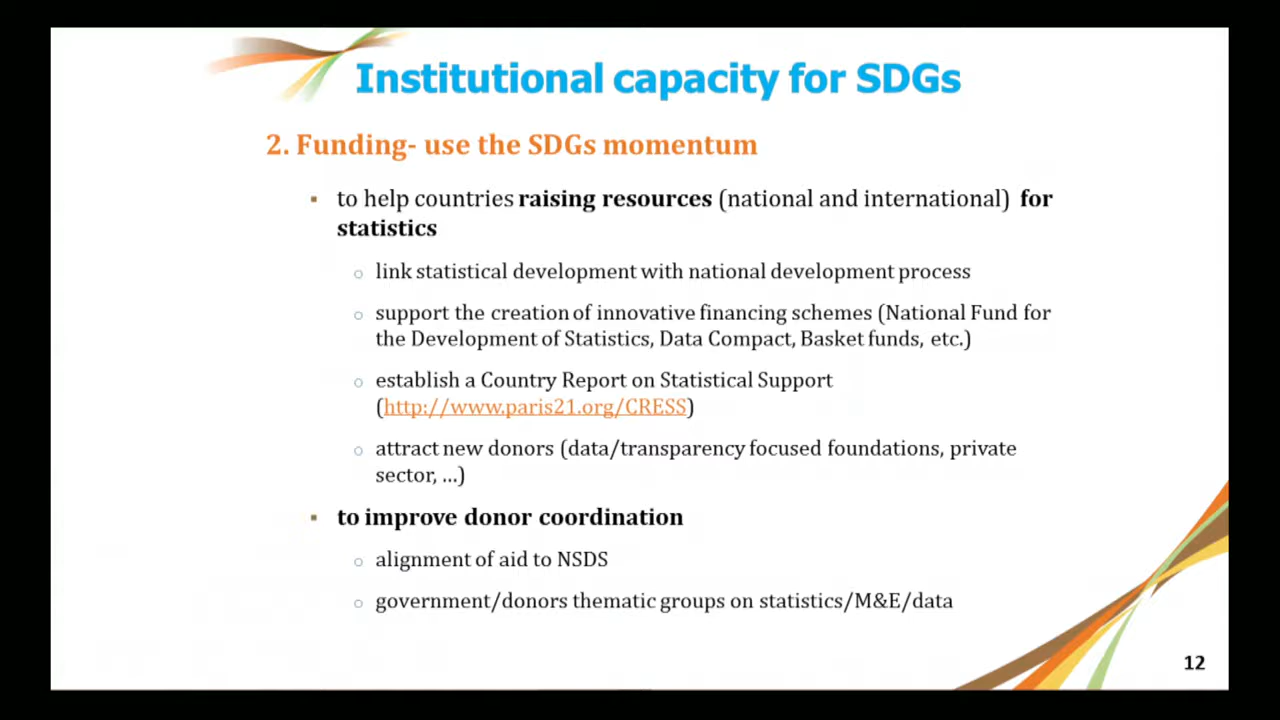 Institutional capacity for SDGs
2. Funding- use the SDGs momentum
▪ to help countries raising resources (national and international) for
statistics
○ link statistical development with national development process
○ support the creation of innovative financing schemes (National Fund for
the Development of Statistics, Data Compact, Basket funds, etc.)
○ establish a Country Report on Statistical Support
(http://www.paris21.org/CRESS)
○ attract new donors (data/transparency focused foundations, private
sector, ...)
▪ to improve donor coordination
○ alignment of aid to NSDS
○ government/donors thematic groups on statistics/M&E/data
12